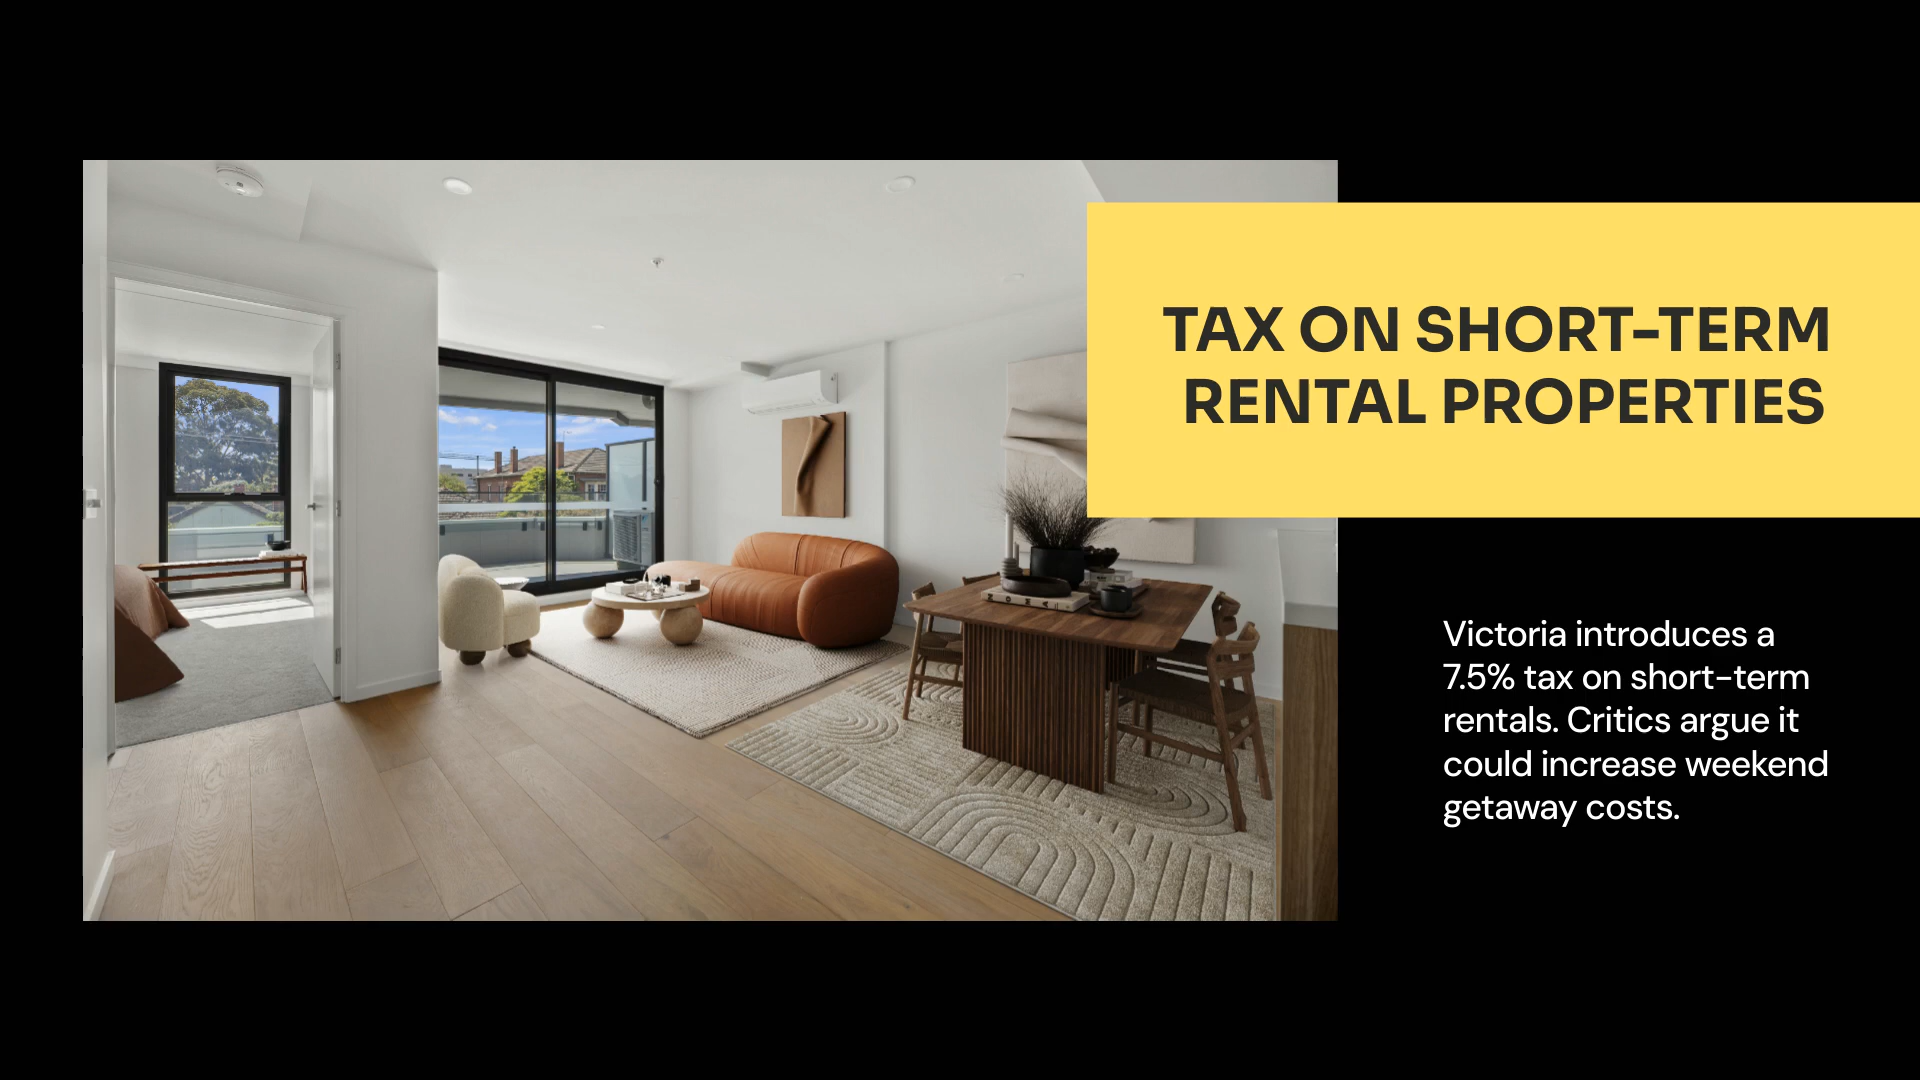 TAX ON SHORT-TERM
RENTAL PROPERTIES
Victoria introduces a
7.5% tax on short-term
rentals. Critics argue it
could increase weekend
getaway costs.